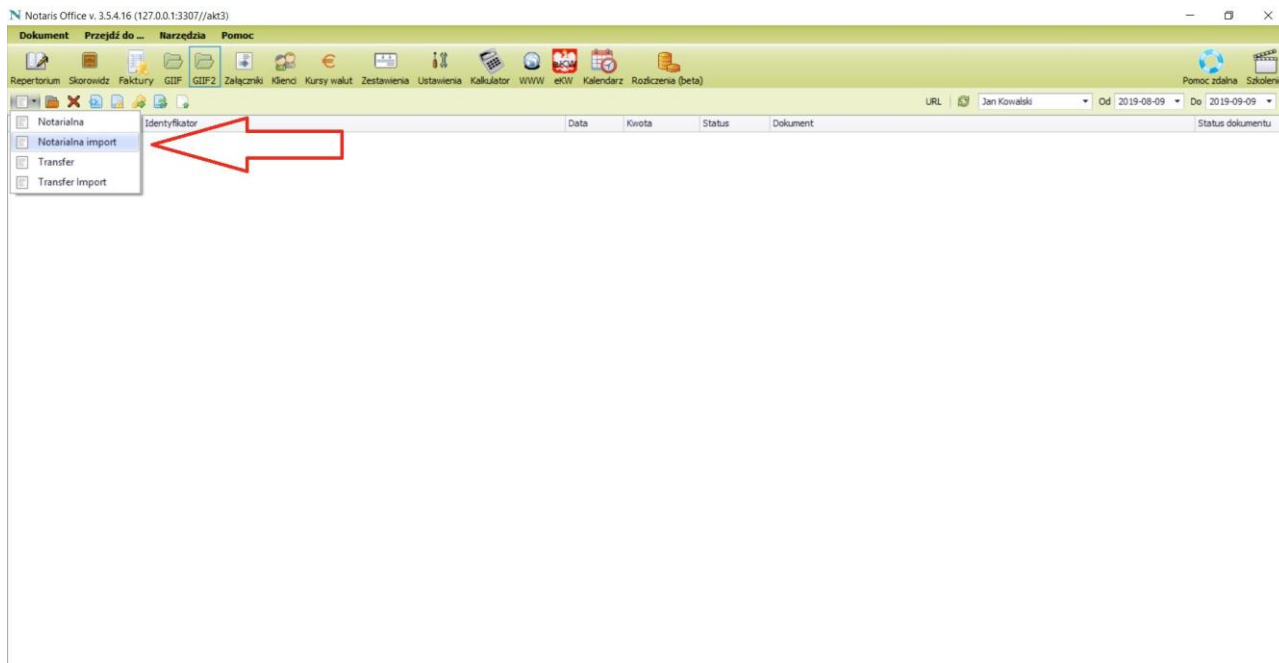 Notaris Office v. 3.5.4.16 (127.0.0.1:3307//akt3)
Dokument Przejdź do ... Narzędzia Pomoc
Repertorium Skorowidz Faktury GIIF GIIF2 Załączniki Klienci Kursy walut Zestawienia Ustawienia Kalkulator WWW eKW Kalendarz Rozliczenia (beta) Pomoc zdalna Szkoleni
URL Jan Kowalski Od 2019-08-09 Do 2019-09-09
Identyfikator Data Kwota Status Dokument Status dokumentu
Notarialna
Notarialna import
Transfer
Transfer Import